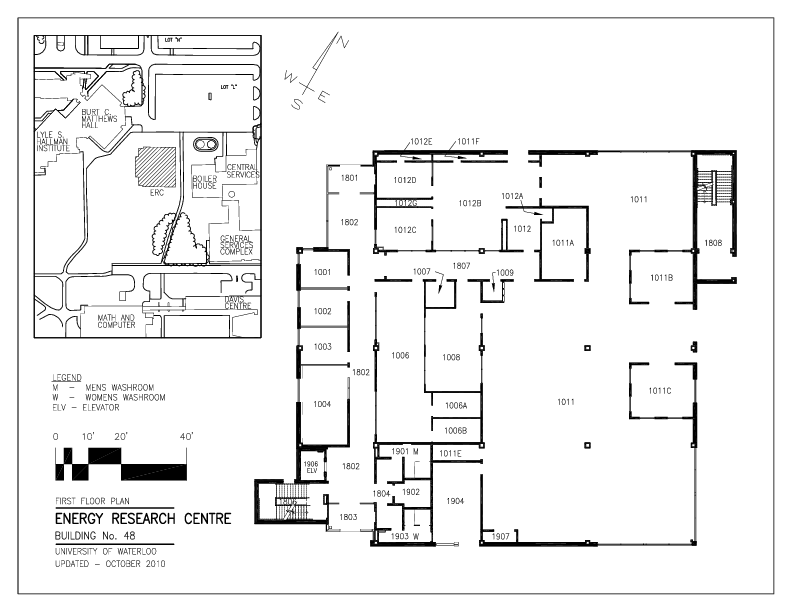 LOT "N"
LOT "L"
BURT C.
MATTHEWS
HALL
LYLE S.
HALLMAN
INSTITUTE
ERC
BOILER
HOUSE
CENTRAL
SERVICES
GENERAL
SERVICES
COMPLEX
DAVIS
CENTRE
MATH AND
COMPUTER
N
W
E
S
LEGEND
M – MENS WASHROOM
W – WOMENS WASHROOM
ELV – ELEVATOR
0 10' 20' 40'
FIRST FLOOR PLAN
ENERGY RESEARCH CENTRE
BUILDING No. 48
UNIVERSITY OF WATERLOO
UPDATED – OCTOBER 2010
1012E 1011F
1801
1012D
1012A
1012G
1012B
1011
1802
1012C
1012
1011A
1808
1001
1007
1807
1009
1011B
1002
1003
1006
1008
1802
1004
1006A
1011
1011C
1006B
1901 M
1011E
1906
ELV
1802
1804
1902
1904
1806
1803
1903 W
1907